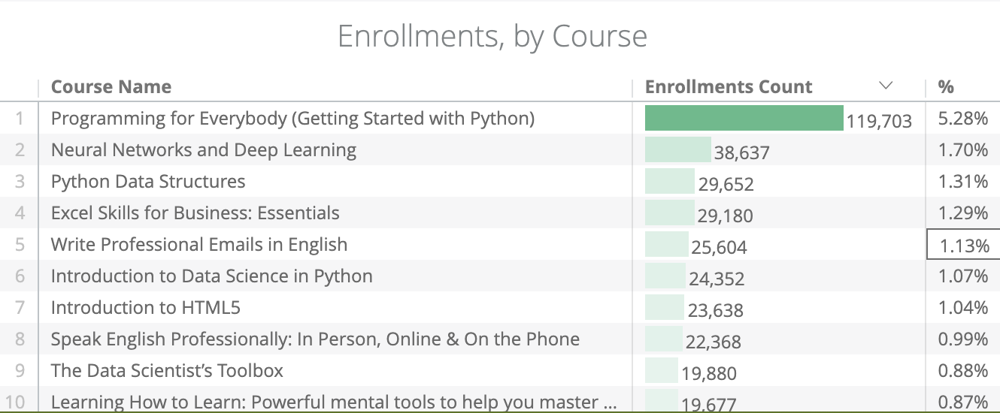 Enrollments, by Course
Course Name Enrollments Count %
1 Programming for Everybody (Getting Started with Python) 119,703 5.28%
2 Neural Networks and Deep Learning 38,637 1.70%
3 Python Data Structures 29,652 1.31%
4 Excel Skills for Business: Essentials 29,180 1.29%
5 Write Professional Emails in English 25,604 1.13%
6 Introduction to Data Science in Python 24,352 1.07%
7 Introduction to HTML5 23,638 1.04%
8 Speak English Professionally: In Person, Online & On the Phone 22,368 0.99%
9 The Data Scientist’s Toolbox 19,880 0.88%
10 Learning How to Learn: Powerful mental tools to help you master ... 19,677 0.87%